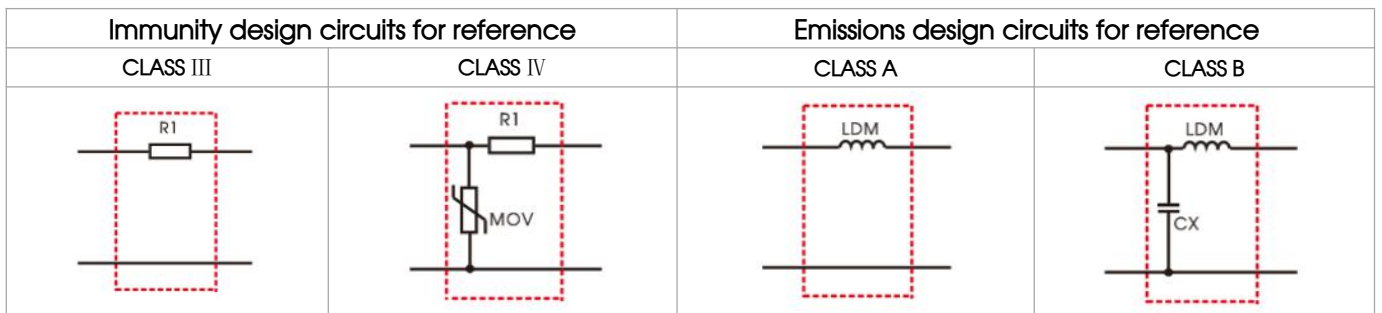 Immunity design circuits for reference
Emissions design circuits for reference
CLASS Ⅲ
CLASS Ⅳ
CLASS A
CLASS B
R1
R1
MOV
LDM
LDM
CX